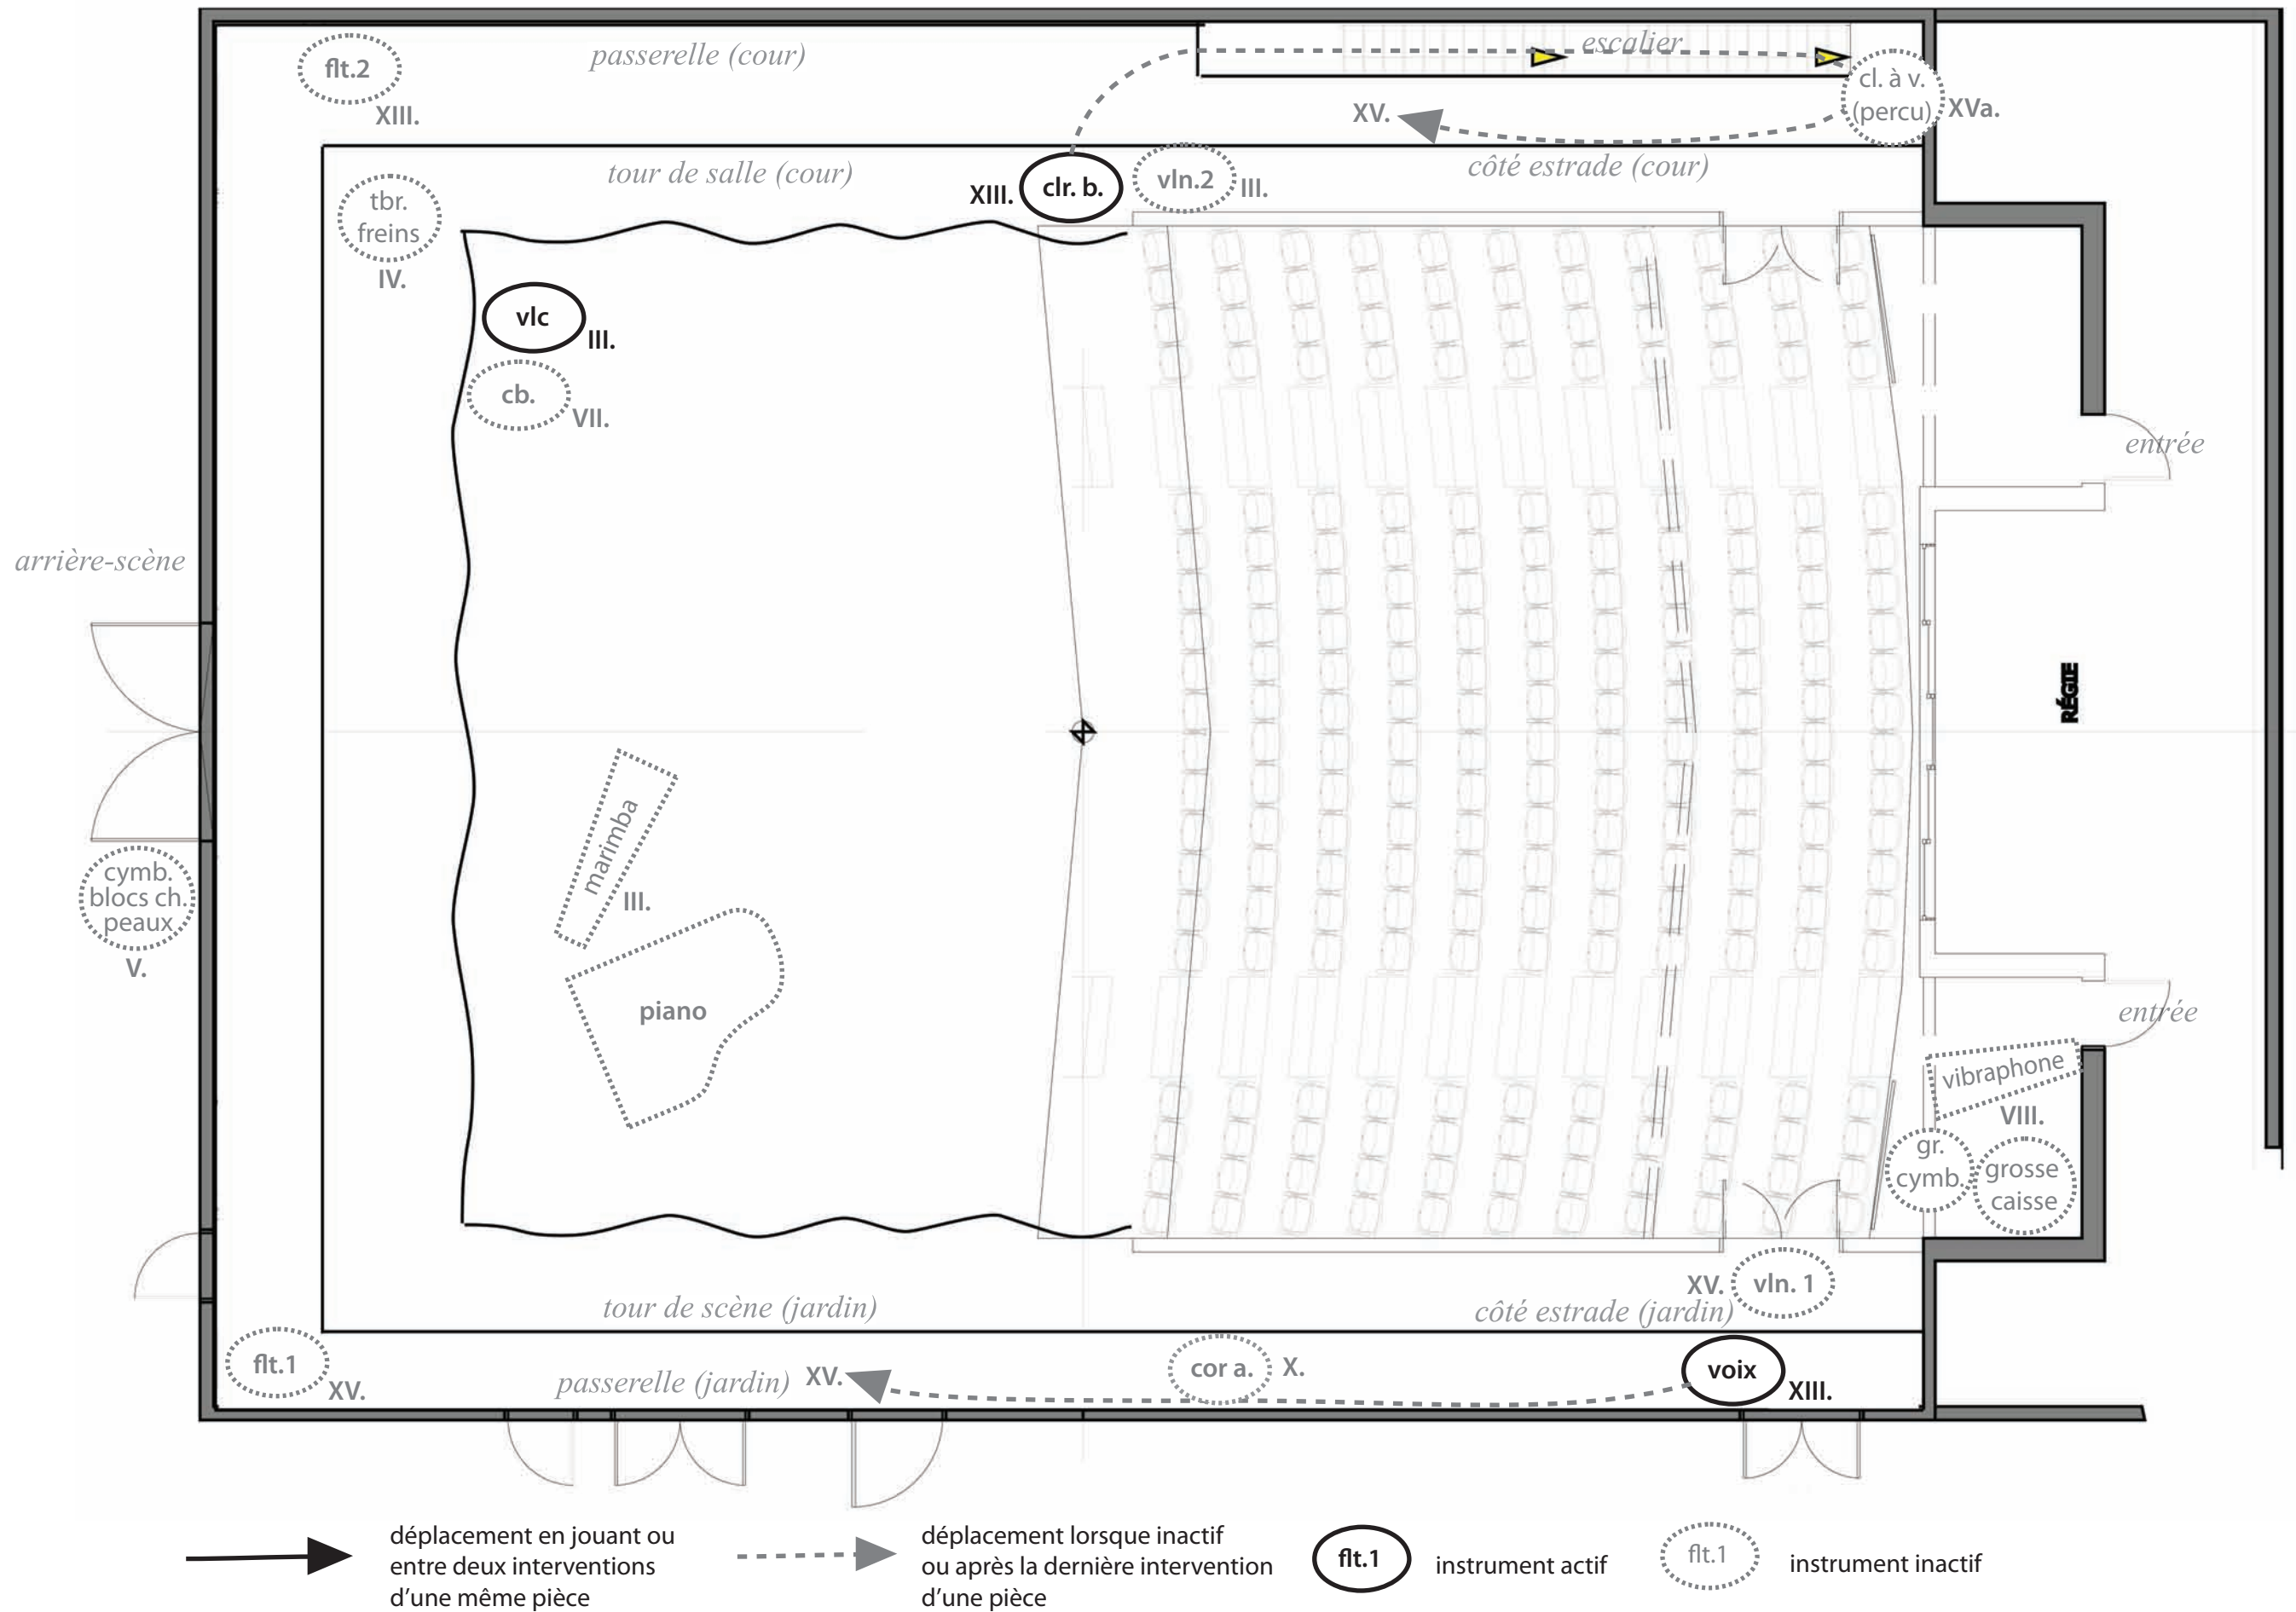 passerelle (cour)
escalier
flt.2
XIII.
cl. à v.
(percu)
XVa.
XV.
tour de salle (cour)
côté estrade (cour)
XIII.
clr. b.
vln.2
III.
tbr.
freins
IV.
vlc
III.
cb.
VII.
entrée
arrière-scène
RÉGIE
marimba
III.
cymb.
blocs ch.
peaux
V.
piano
entrée
vibraphone
VIII.
gr.
cymb.
grosse
caisse
XV.
vln. 1
tour de scène (jardin)
côté estrade (jardin)
flt.1
XV.
passerelle (jardin)
XV.
cor a.
X.
voix
XIII.
déplacement en jouant ou
entre deux interventions
d’une même pièce
déplacement lorsque inactif
ou après la dernière intervention
d’une pièce
flt.1
instrument actif
flt.1
instrument inactif